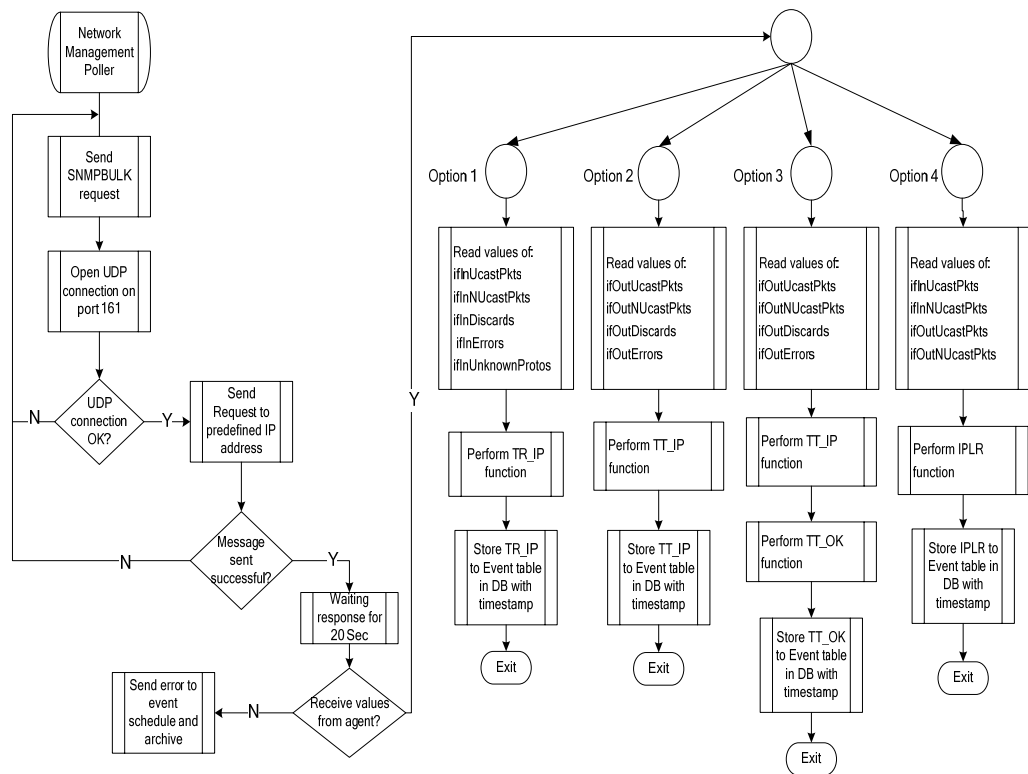 Network
Management
Poller
Send
SNMPBULK
request
Open UDP
connection on
port 161
UDP
connection
OK?
N
Y
Send
Request to
predefined IP
address
Message
sent
successful?
N
Y
Waiting
response for
20 Sec
Receive values
from agent?
N
Send error to
event
schedule and
archive
Y
Option 1
Read values of:
ifInUcastPkts
ifInNUcastPkts
ifInDiscards
ifInErrors
ifInUnknownProtos
Perform TR_IP
function
Store TR_IP
to Event table
in DB with
timestamp
Exit
Option 2
Read values of:
ifOutUcastPkts
ifOutNUcastPkts
ifOutDiscards
ifOutErrors
Perform TT_IP
function
Store TT_IP
to Event table
in DB with
timestamp
Exit
Option 3
Read values of:
ifOutUcastPkts
ifOutNUcastPkts
ifOutDiscards
ifOutErrors
Perform TT_IP
function
Perform TT_OK
function
Store TT_OK
to Event table
in DB with
timestamp
Exit
Option 4
Read values of:
ifInUcastPkts
ifInNUcastPkts
ifOutUcastPkts
ifOutNUcastPkts
Perform IPLR
function
Store IPLR to
Event table in
DB with
timestamp
Exit